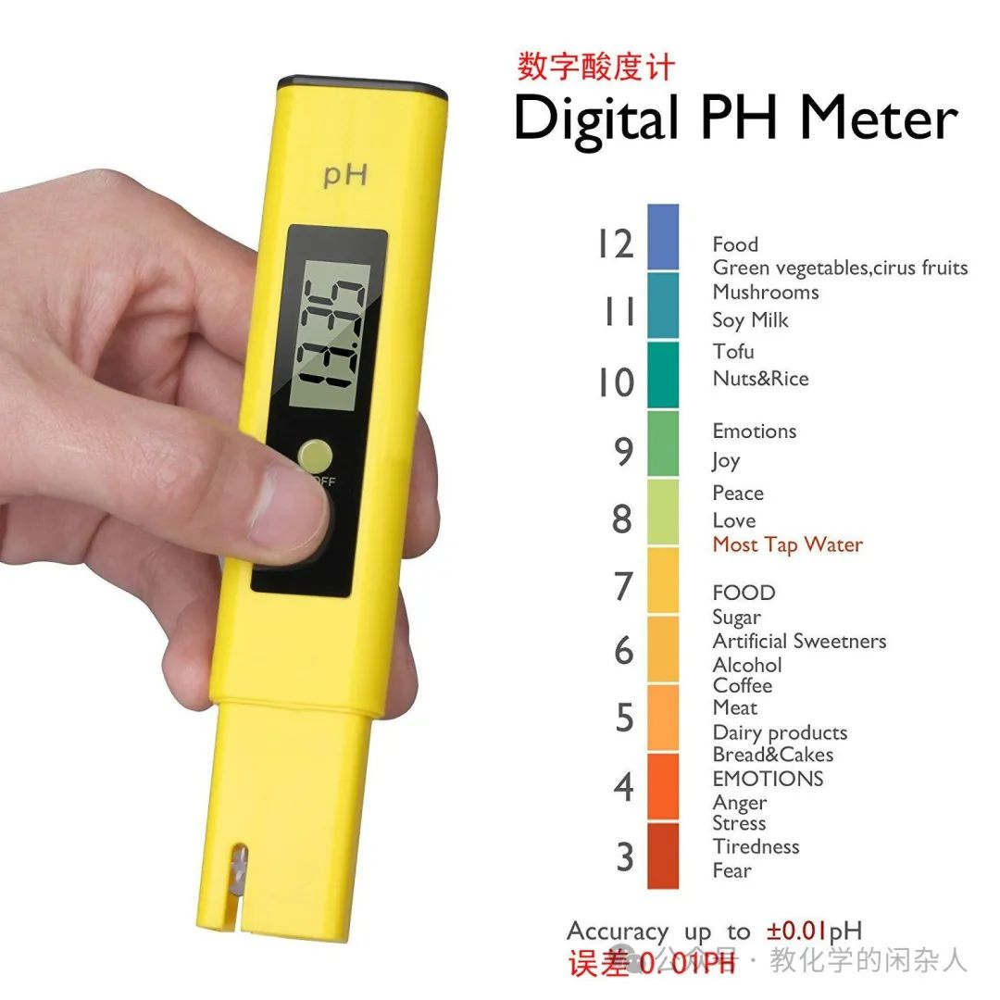 数字酸度计
Digital PH Meter
pH
OFF
12
Food
Green vegetables,cirus fruits
Mushrooms
11
Soy Milk
Tofu
10
Nuts&Rice
Emotions
9
Joy
Peace
8
Love
Most Tap Water
7
FOOD
Sugar
6
Artificial Sweetners
Alcohol
Coffee
5
Meat
Dairy products
Bread&Cakes
4
EMOTIONS
Anger
Stress
3
Tiredness
Fear
Accuracy up to ±0.01pH
误差0.01PH
公众号·教化学的闲杂人